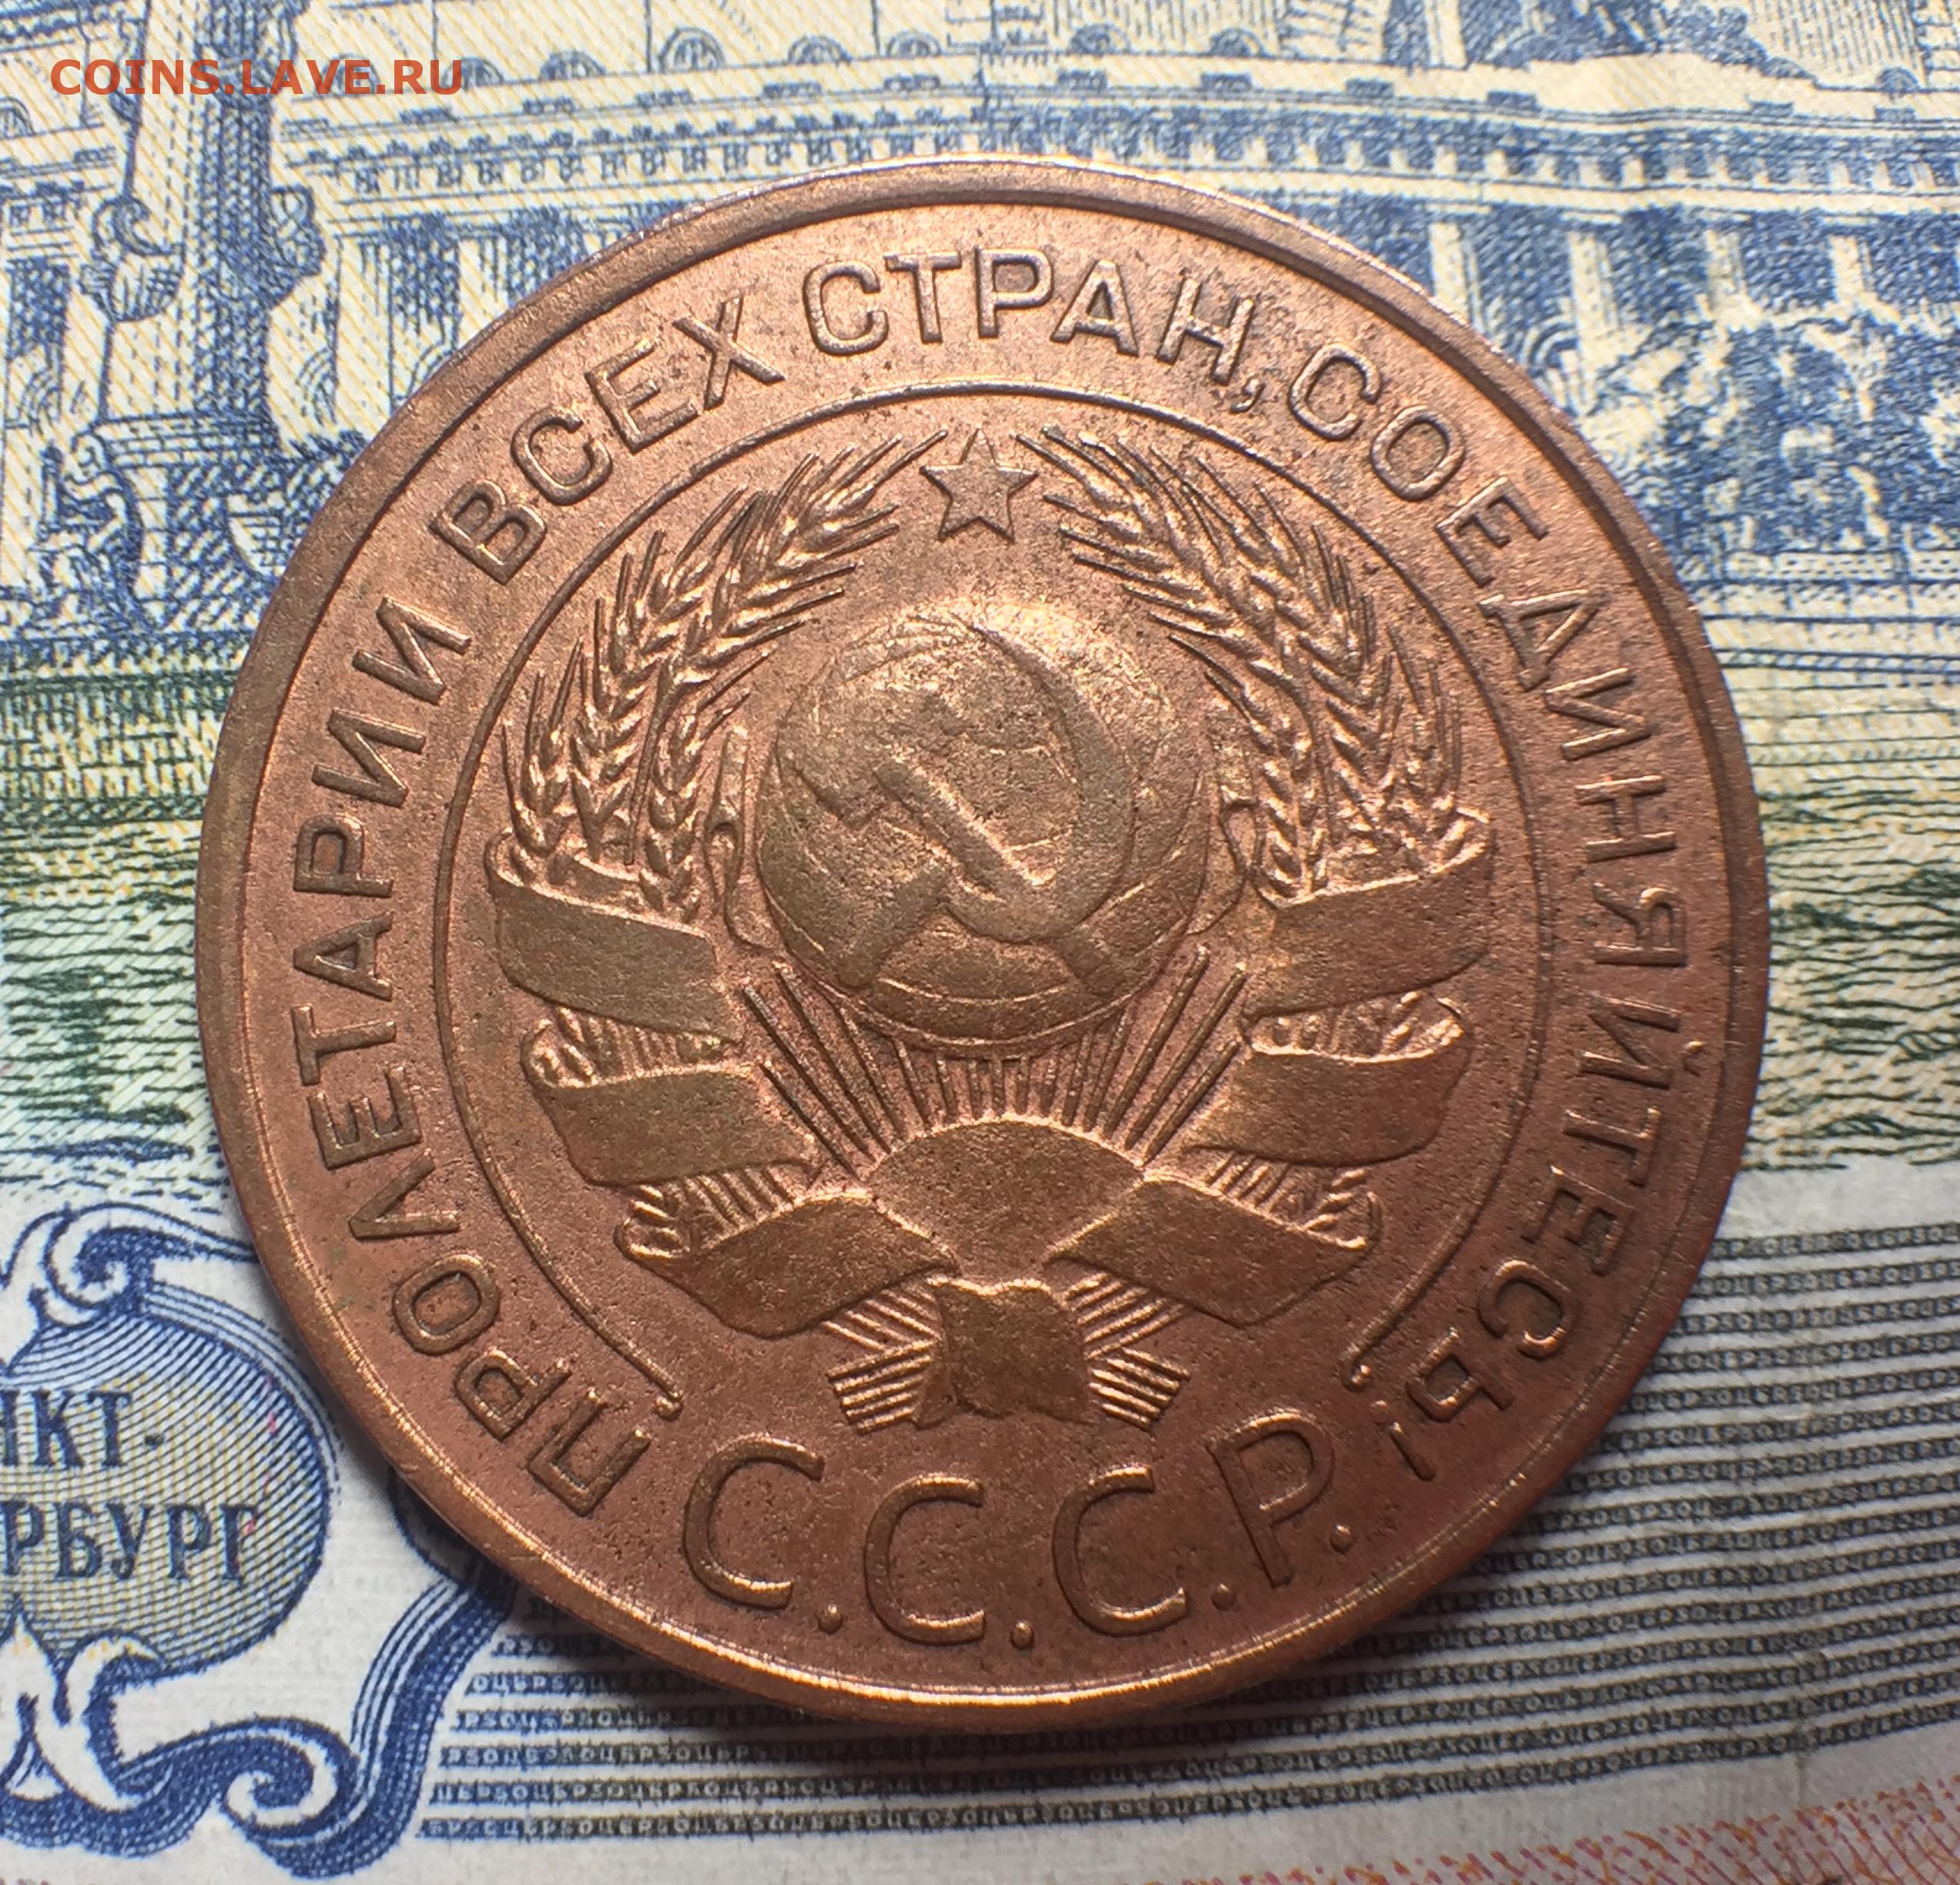 COINS.LAVE.RU
ПРОЛЕТАРИИ ВСЕХ СТРАН, СОЕДИНЯЙТЕСЬ!
С.С.С.Р.
НКТ-
РБУРГ